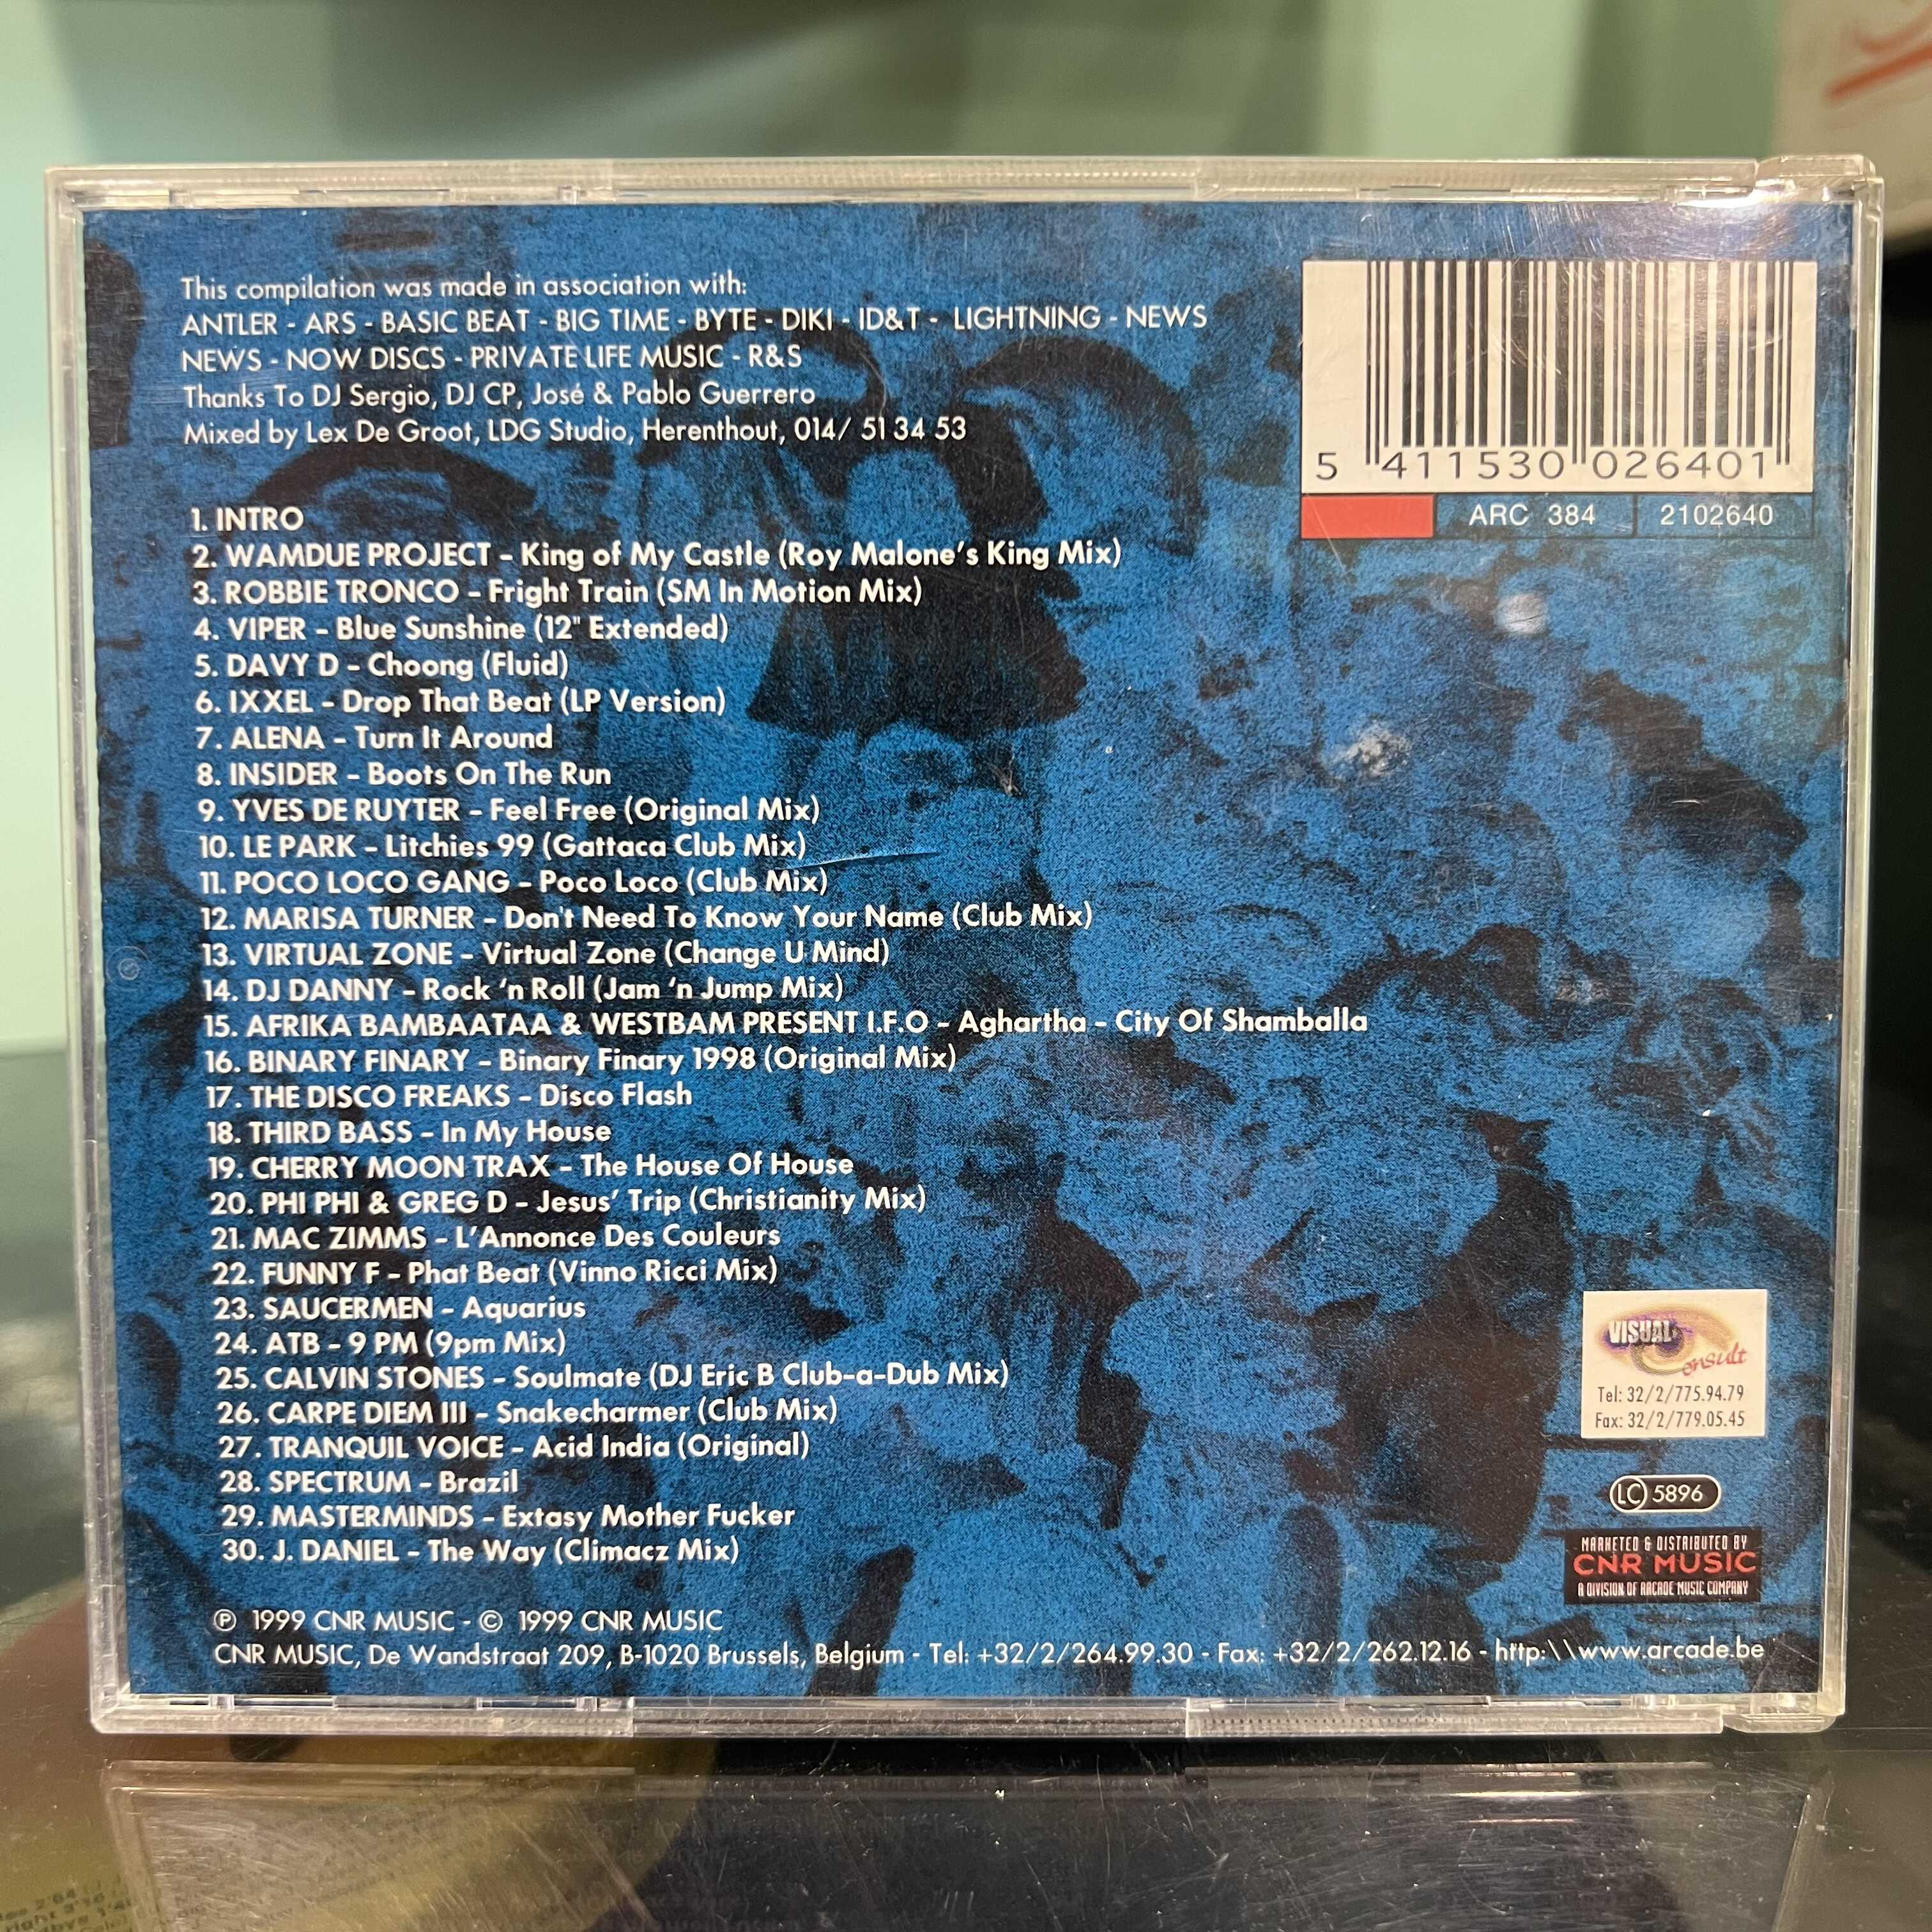 This compilation was made in association with:
ANTLER - ARS - BASIC BEAT - BIG TIME - BYTE - DIKI - ID&T - LIGHTNING - NEWS
NEWS - NOW DISCS - PRIVATE LIFE MUSIC - R&S
Thanks To DJ Sergio, DJ CP, José & Pablo Guerrero
Mixed by Lex De Groot, LDG Studio, Herenthout, 014/ 51 34 53
5 411530 026401
ARC 384 2102640
1. INTRO
2. WAMDUE PROJECT - King of My Castle (Roy Malone's King Mix)
3. ROBBIE TRONCO - Fright Train (SM In Motion Mix)
4. VIPER - Blue Sunshine (12" Extended)
5. DAVY D - Choong (Fluid)
6. IXXEL - Drop That Beat (LP Version)
7. ALENA - Turn It Around
8. INSIDER - Boots On The Run
9. YVES DE RUYTER - Feel Free (Original Mix)
10. LE PARK - Litchies 99 (Gattaca Club Mix)
11. POCO LOCO GANG - Poco Loco (Club Mix)
12. MARISA TURNER - Don't Need To Know Your Name (Club Mix)
13. VIRTUAL ZONE - Virtual Zone (Change U Mind)
14. DJ DANNY - Rock 'n Roll (Jam 'n Jump Mix)
15. AFRIKA BAMBAATAA & WESTBAM PRESENT I.F.O - Aghartha - City Of Shamballa
16. BINARY FINARY - Binary Finary 1998 (Original Mix)
17. THE DISCO FREAKS - Disco Flash
18. THIRD BASS - In My House
19. CHERRY MOON TRAX - The House Of House
20. PHI PHI & GREG D - Jesus' Trip (Christianity Mix)
21. MAC ZIMMS - L'Annonce Des Couleurs
22. FUNNY F - Phat Beat (Vinno Ricci Mix)
23. SAUCERMEN - Aquarius
24. ATB - 9 PM (9pm Mix)
25. CALVIN STONES - Soulmate (DJ Eric B Club-a-Dub Mix)
26. CARPE DIEM III - Snakecharmer (Club Mix)
27. TRANQUIL VOICE - Acid India (Original)
28. SPECTRUM - Brazil
29. MASTERMINDS - Extasy Mother Fucker
30. J. DANIEL - The Way (Climacz Mix)
VISUAL
Consult
Tel: 32/2/775.94.79
Fax: 32/2/779.05.45
LC 5896
MARKETED & DISTRIBUTED BY
CNR MUSIC
A DIVISION OF ARCADE MUSIC COMPANY
℗ 1999 CNR MUSIC - © 1999 CNR MUSIC
CNR MUSIC, De Wandstraat 209, B-1020 Brussels, Belgium - Tel: +32/2/264.99.30 - Fax: +32/2/262.12.16 - http:\\www.arcade.be